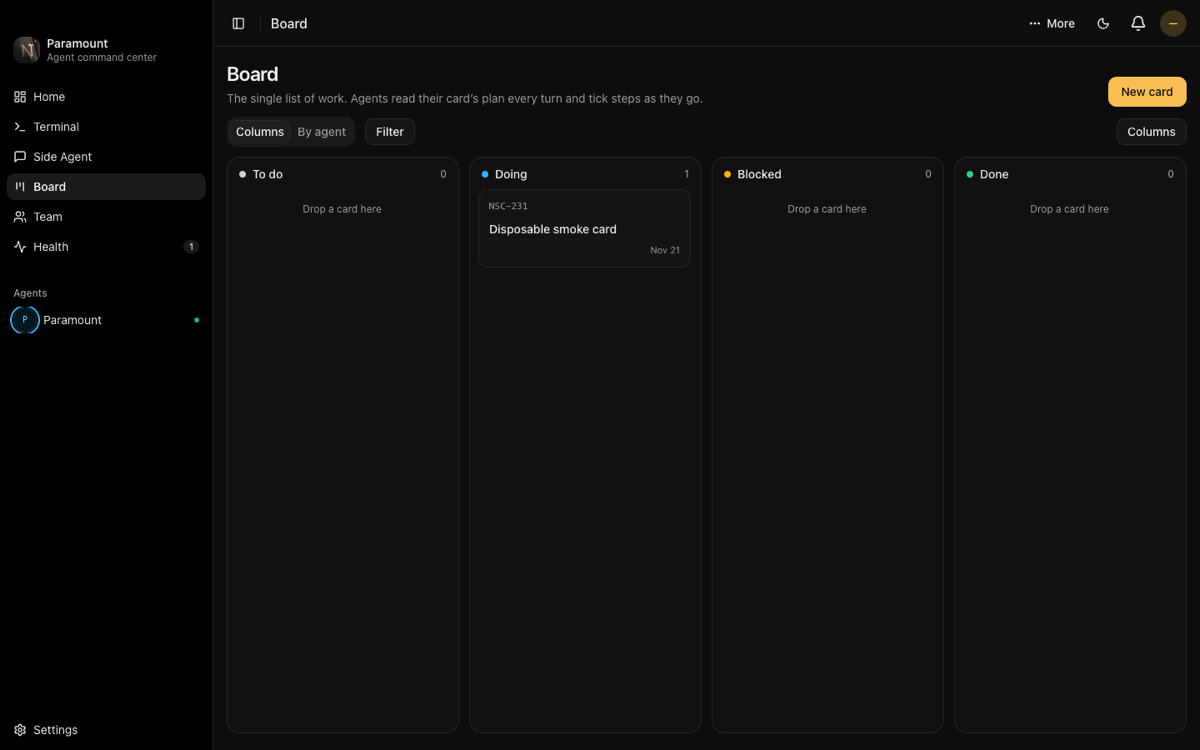 Paramount
Agent command center
Home
Terminal
Side Agent
Board
Team
Health 1
Agents
P Paramount
Settings
Board
More
Board
The single list of work. Agents read their card's plan every turn and tick steps as they go.
New card
Columns By agent Filter
Columns
To do 0
Drop a card here
Doing 1
NSC-231
Disposable smoke card
Nov 21
Blocked 0
Drop a card here
Done 0
Drop a card here